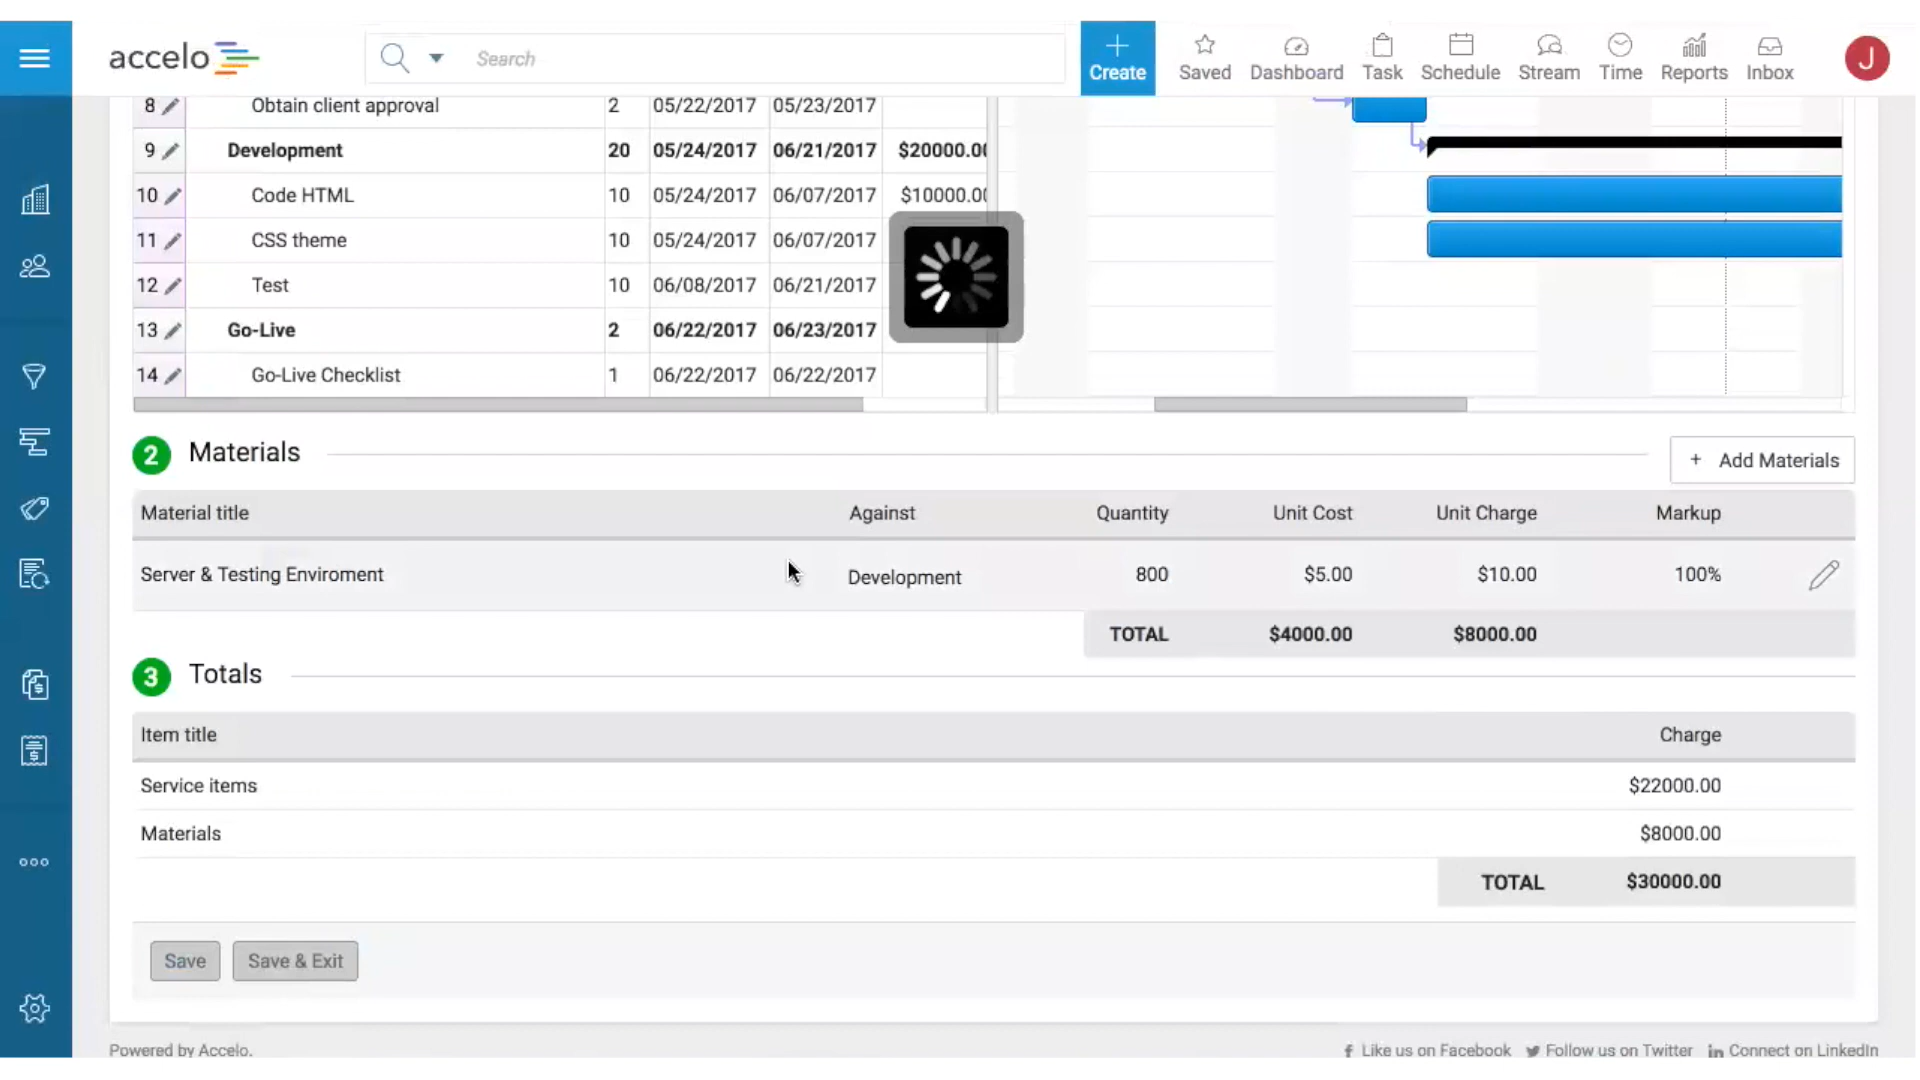 accelo Search Create Saved Dashboard Task Schedule Stream Time Reports Inbox J
8 Obtain client approval 2 05/22/2017 05/23/2017
9 Development 20 05/24/2017 06/21/2017 $20000.00
10 Code HTML 10 05/24/2017 06/07/2017 $10000.00
11 CSS theme 10 05/24/2017 06/07/2017
12 Test 10 06/08/2017 06/21/2017
13 Go-Live 2 06/22/2017 06/23/2017
14 Go-Live Checklist 1 06/22/2017 06/22/2017
2 Materials + Add Materials
Material title Against Quantity Unit Cost Unit Charge Markup
Server & Testing Enviroment Development 800 $5.00 $10.00 100%
TOTAL $4000.00 $8000.00
3 Totals
Item title Charge
Service items $22000.00
Materials $8000.00
TOTAL $30000.00
Save Save & Exit
Powered by Accelo. Like us on Facebook Follow us on Twitter Connect on LinkedIn